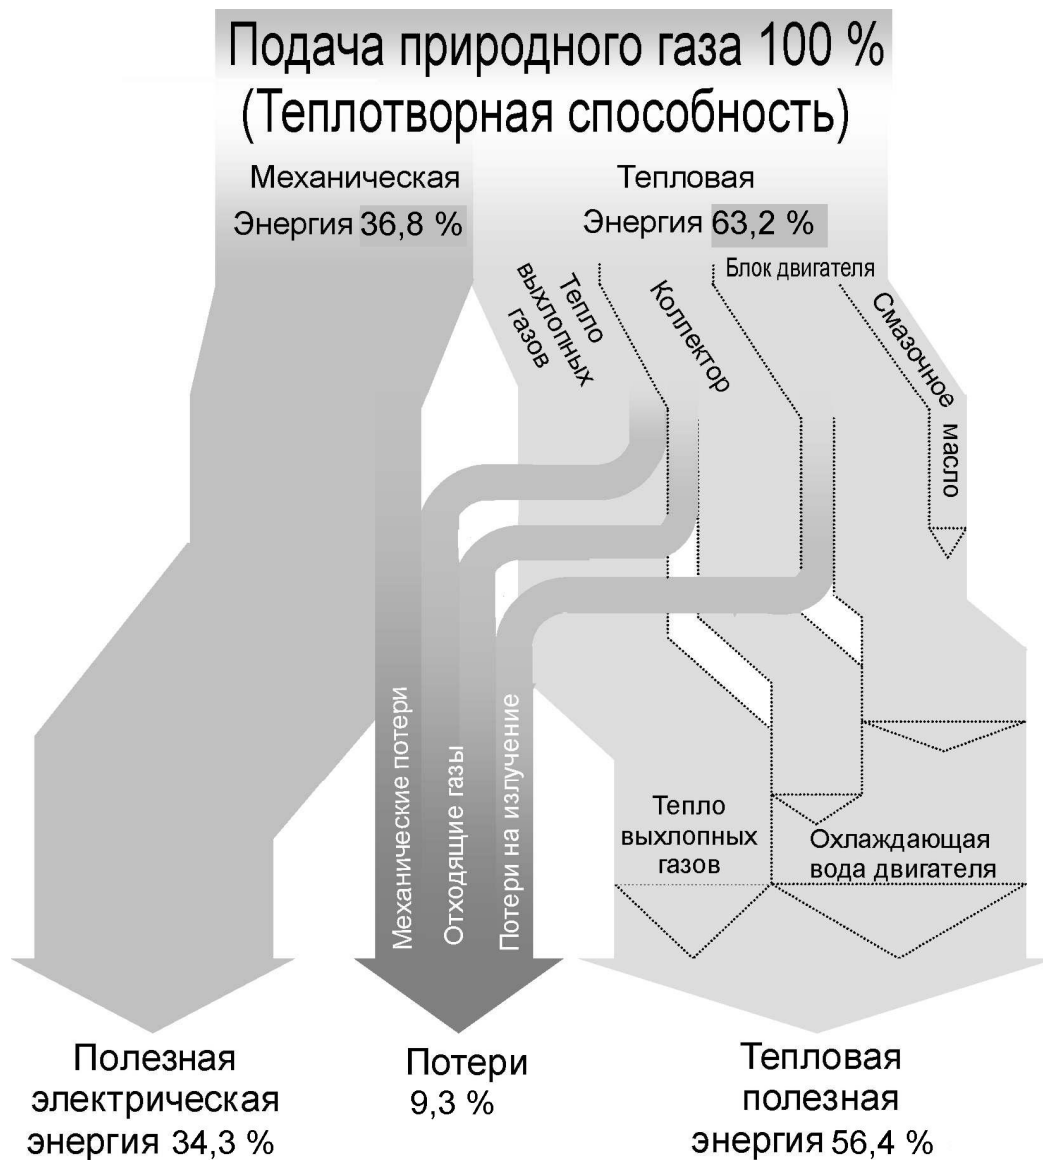 Подача природного газа 100 %
(Теплотворная способность)
Механическая
Энергия 36,8 %
Тепловая
Энергия 63,2 %
Тепло
выхлопных
газов
Коллектор
Блок двигателя
Смазочное
масло
Механические потери
Отходящие газы
Потери на излучение
Тепло
выхлопных
газов
Охлаждающая
вода двигателя
Полезная
электрическая
энергия 34,3 %
Потери
9,3 %
Тепловая
полезная
энергия 56,4 %